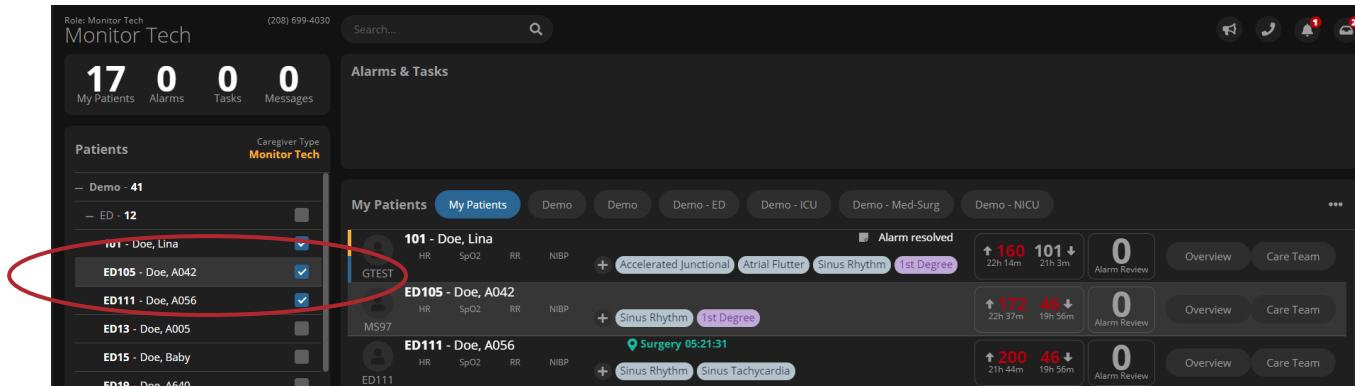 Role: Monitor Tech (208) 699-4030
Monitor Tech
Search...
1
2
17 0 0 0
My Patients Alarms Tasks Messages
Alarms & Tasks
Patients
Caregiver Type
Monitor Tech
– Demo - 41
– ED - 12
101 - Doe, Lina
ED105 - Doe, A042
ED111 - Doe, A056
ED13 - Doe, A005
ED15 - Doe, Baby
ED19 - Doe, A640
My Patients My Patients Demo Demo Demo - ED Demo - ICU Demo - Med-Surg Demo - NICU •••
101 - Doe, Lina Alarm resolved
HR SpO2 RR NIBP
GTEST
+ Accelerated Junctional Atrial Flutter Sinus Rhythm 1st Degree
↑ 160 101 ↓
22h 14m 21h 3m
0
Alarm Review
Overview Care Team
ED105 - Doe, A042
HR SpO2 RR NIBP
MS97
+ Sinus Rhythm 1st Degree
↑ 172 46 ↓
22h 37m 19h 56m
0
Alarm Review
Overview Care Team
ED111 - Doe, A056 Surgery 05:21:31
HR SpO2 RR NIBP
ED111
+ Sinus Rhythm Sinus Tachycardia
↑ 200 46 ↓
21h 44m 19h 56m
0
Alarm Review
Overview Care Team